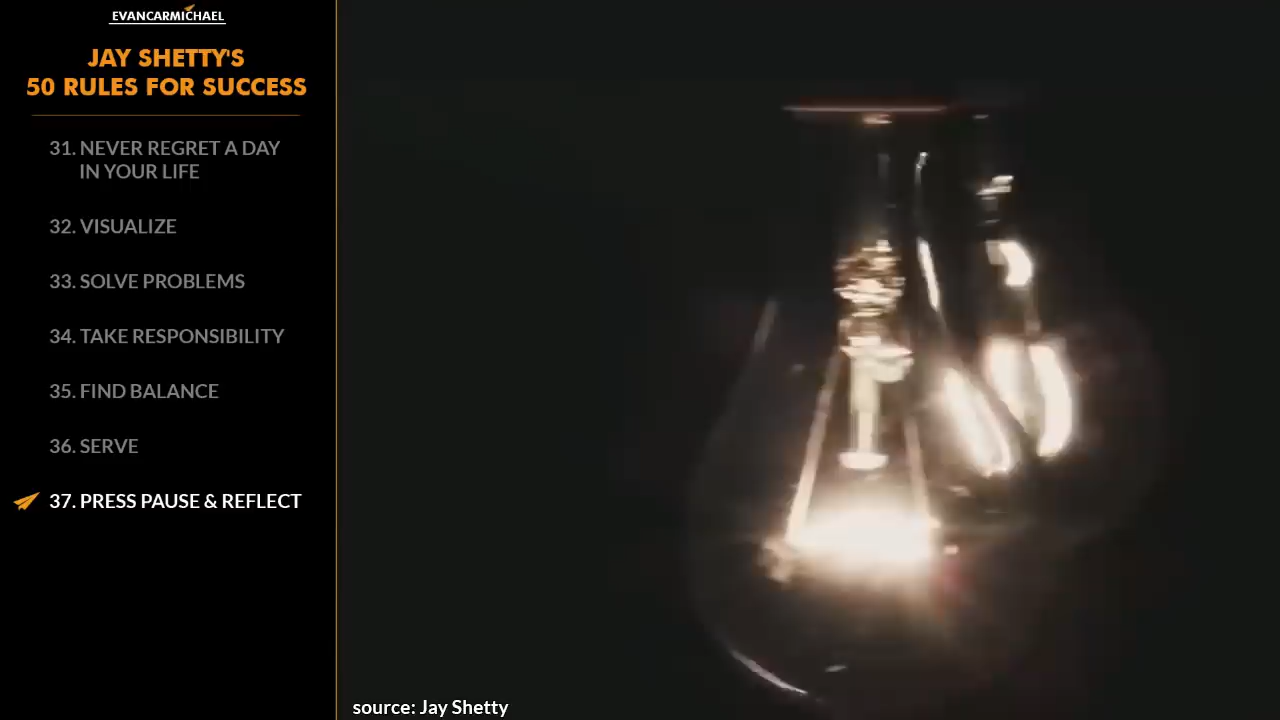 EVANCARMICHAEL
JAY SHETTY'S
50 RULES FOR SUCCESS
31. NEVER REGRET A DAY
IN YOUR LIFE
32. VISUALIZE
33. SOLVE PROBLEMS
34. TAKE RESPONSIBILITY
35. FIND BALANCE
36. SERVE
37. PRESS PAUSE & REFLECT
source: Jay Shetty